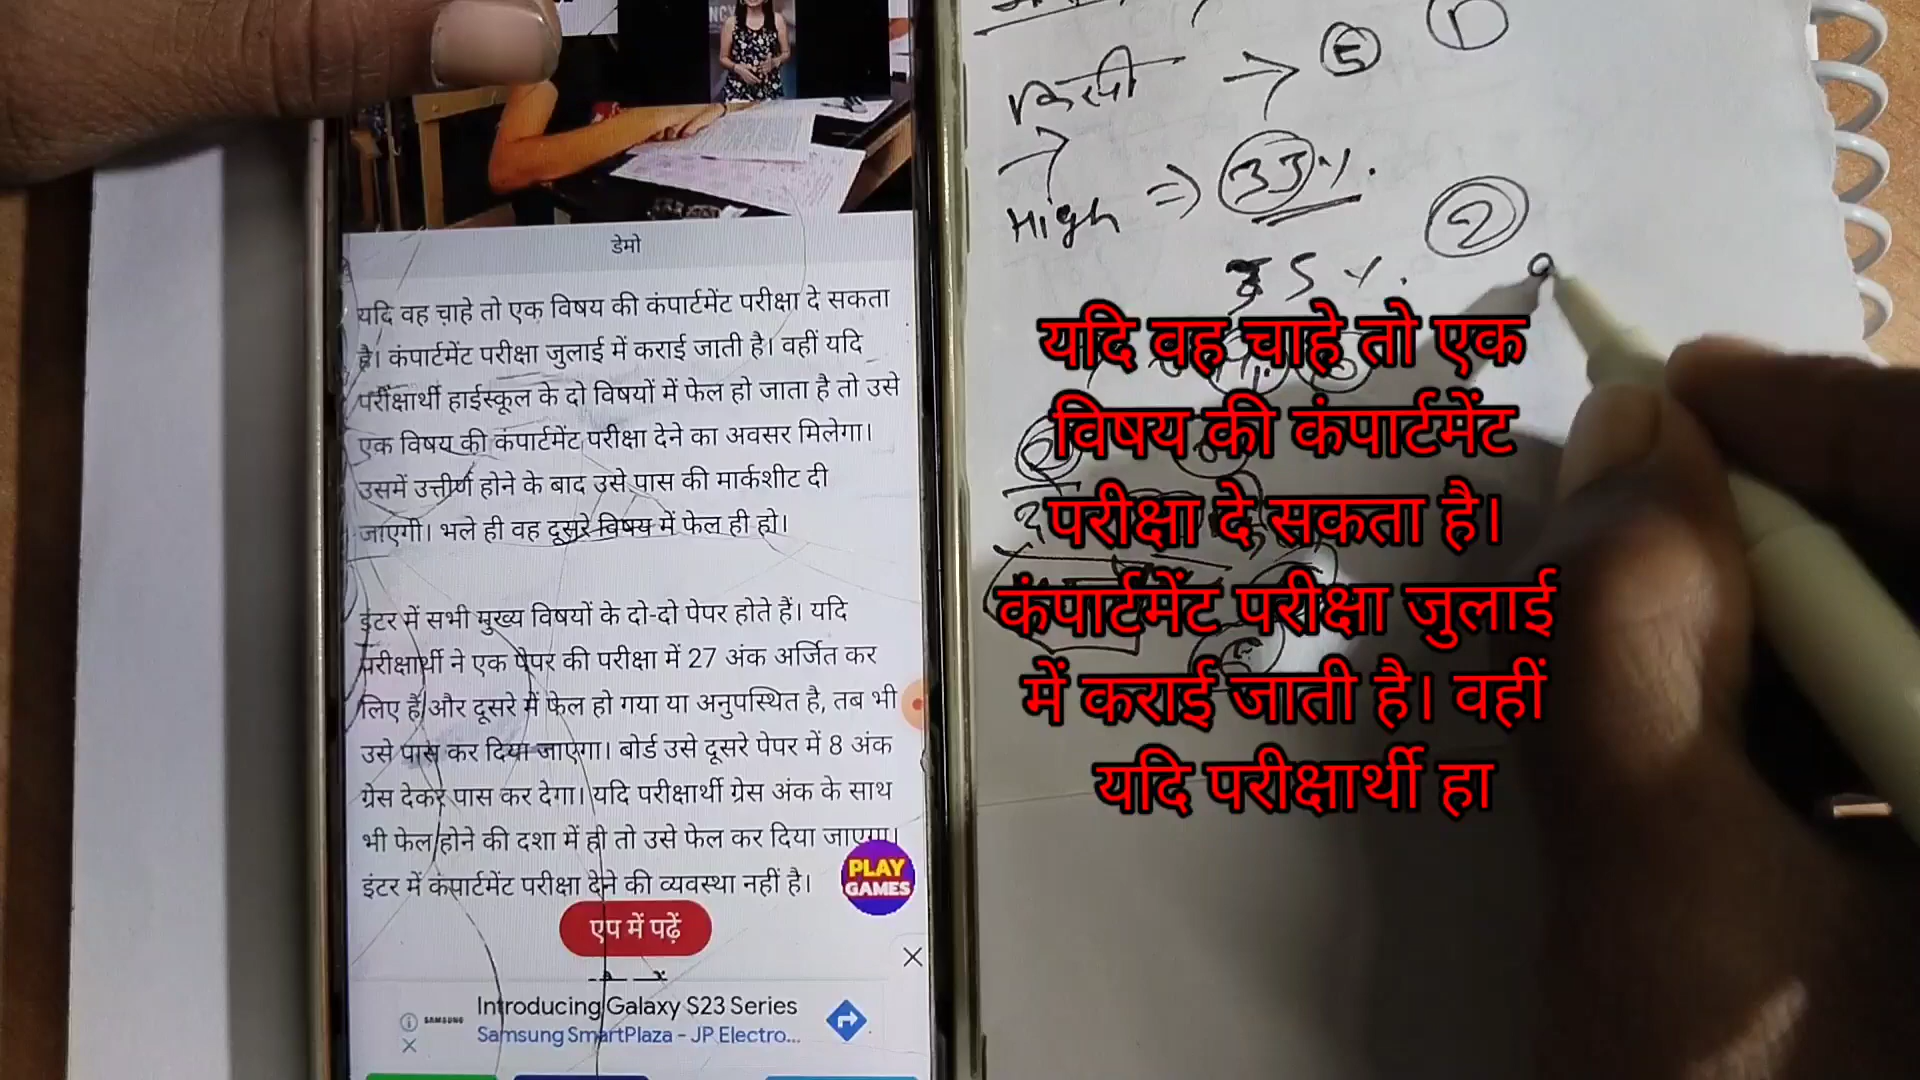 डेमो
यदि वह चाहे तो एक विषय की कंपार्टमेंट परीक्षा दे सकता
है। कंपार्टमेंट परीक्षा जुलाई में कराई जाती है। वहीं यदि
परीक्षार्थी हाईस्कूल के दो विषयों में फेल हो जाता है तो उसे
एक विषय की कंपार्टमेंट परीक्षा देने का अवसर मिलेगा।
उसमें उत्तीर्ण होने के बाद उसे पास की मार्कशीट दी
जाएगी। भले ही वह दूसरे विषय में फेल ही हो।
इंटर में सभी मुख्य विषयों के दो-दो पेपर होते हैं। यदि
परीक्षार्थी ने एक पेपर की परीक्षा में 27 अंक अर्जित कर
लिए हैं और दूसरे में फेल हो गया या अनुपस्थित है, तब भी
उसे पास कर दिया जाएगा। बोर्ड उसे दूसरे पेपर में 8 अंक
ग्रेस देकर पास कर देगा। यदि परीक्षार्थी ग्रेस अंक के साथ
भी फेल होने की दशा में ही तो उसे फेल कर दिया जाएगा।
इंटर में कंपार्टमेंट परीक्षा देने की व्यवस्था नहीं है।
PLAY
GAMES
एप में पढ़ें
SAMSUNG
Introducing Galaxy S23 Series
Samsung SmartPlaza - JP Electro...
किसी → 5 1
High ⇒ 33%.
2
35%.
यदि वह चाहे तो एक
विषय की कंपार्टमेंट
परीक्षा दे सकता है।
कंपार्टमेंट परीक्षा जुलाई
में कराई जाती है। वहीं
यदि परीक्षार्थी हा